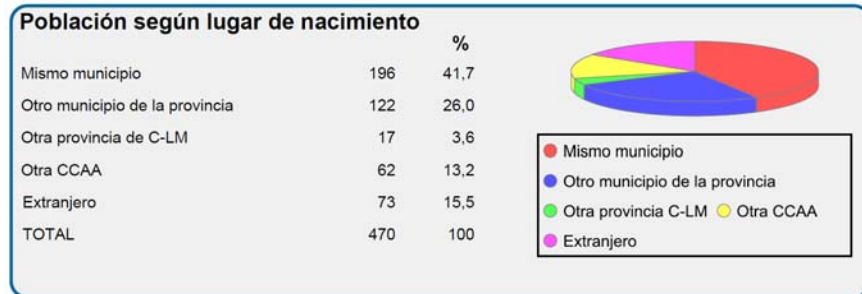 Población según lugar de nacimiento
%
Mismo municipio 196 41,7
Otro municipio de la provincia 122 26,0
Otra provincia de C-LM 17 3,6
Otra CCAA 62 13,2
Extranjero 73 15,5
TOTAL 470 100
Mismo municipio
Otro municipio de la provincia
Otra provincia C-LM Otra CCAA
Extranjero